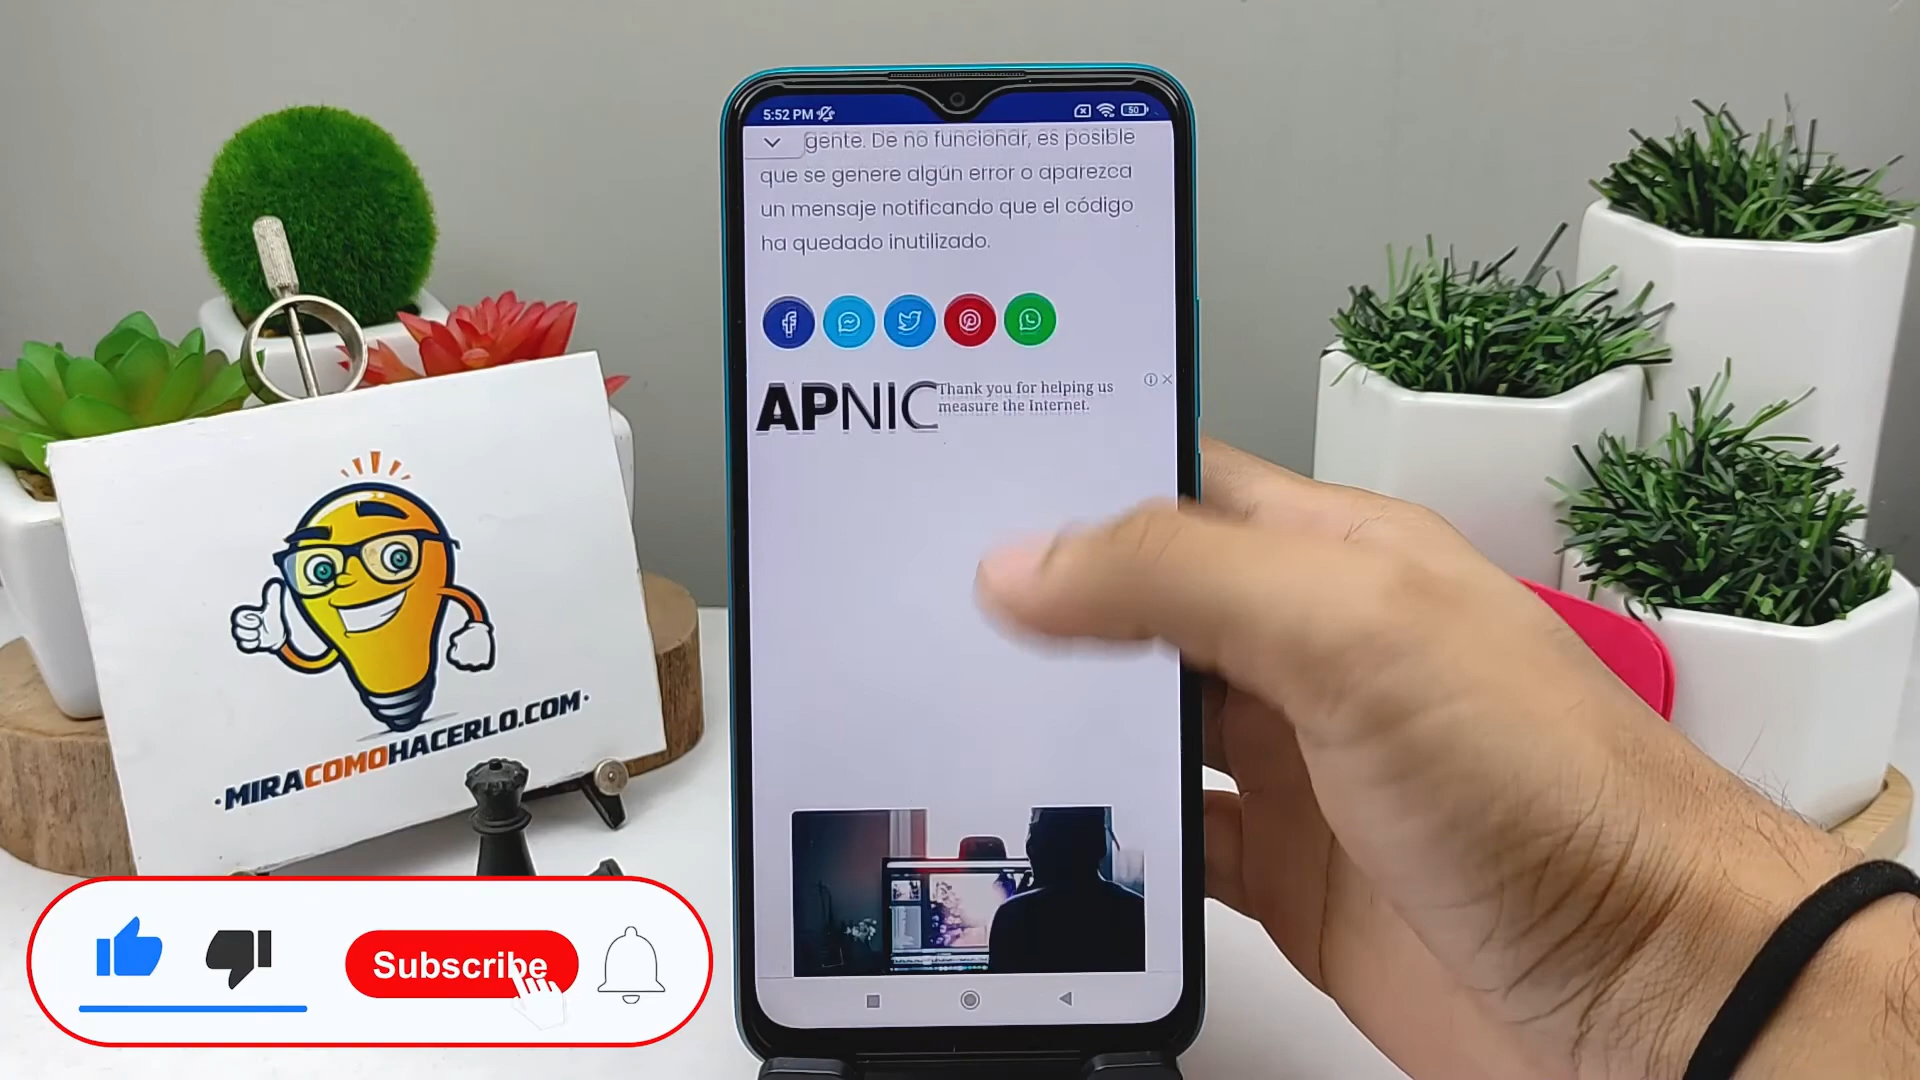 5:52 PM
50
gente. De no funcionar, es posible
que se genere algún error o aparezca
un mensaje notificando que el código
ha quedado inutilizado.
APNIC
Thank you for helping us
measure the Internet.
·MIRACOMOHACERLO.COM·
Subscribe